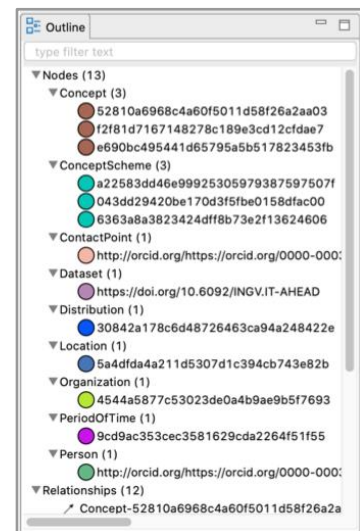 Outline
type filter text
Nodes (13)
Concept (3)
52810a6968c4a60f5011d58f26a2aa03
f2f81d7167148278c189e3cd12cfdae7
e690bc495441d65795a5b517823453fb
ConceptScheme (3)
a22583dd46e99925305979387597507f
043dd29420be170d3f5fbe0158dfac00
6363a8a3823424dff8b73e2f13624606
ContactPoint (1)
http://orcid.org/https://orcid.org/0000-000
Dataset (1)
https://doi.org/10.6092/INGV.IT-AHEAD
Distribution (1)
30842a178c6d48726463ca94a248422e
Location (1)
5a4dfda4a211d5307d1c394cb743e82b
Organization (1)
4544a5877c53023de0a4b9ae9b5f7693
PeriodOfTime (1)
9cd9ac353cec3581629cda2264f51f55
Person (1)
http://orcid.org/https://orcid.org/0000-000
Relationships (12)
Concept-52810a6968c4a60f5011d58f26a2a